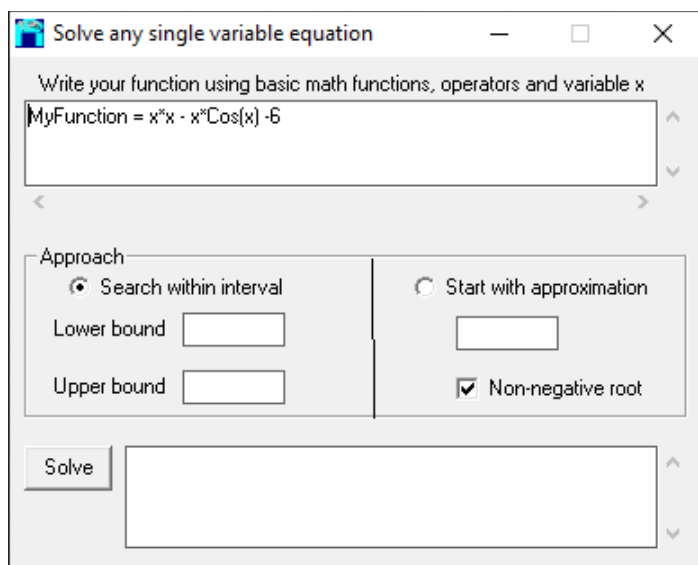 Solve any single variable equation
Write your function using basic math functions, operators and variable x
MyFunction = x*x - x*Cos(x) -6
Approach
Search within interval
Start with approximation
Lower bound
Upper bound
Non-negative root
Solve